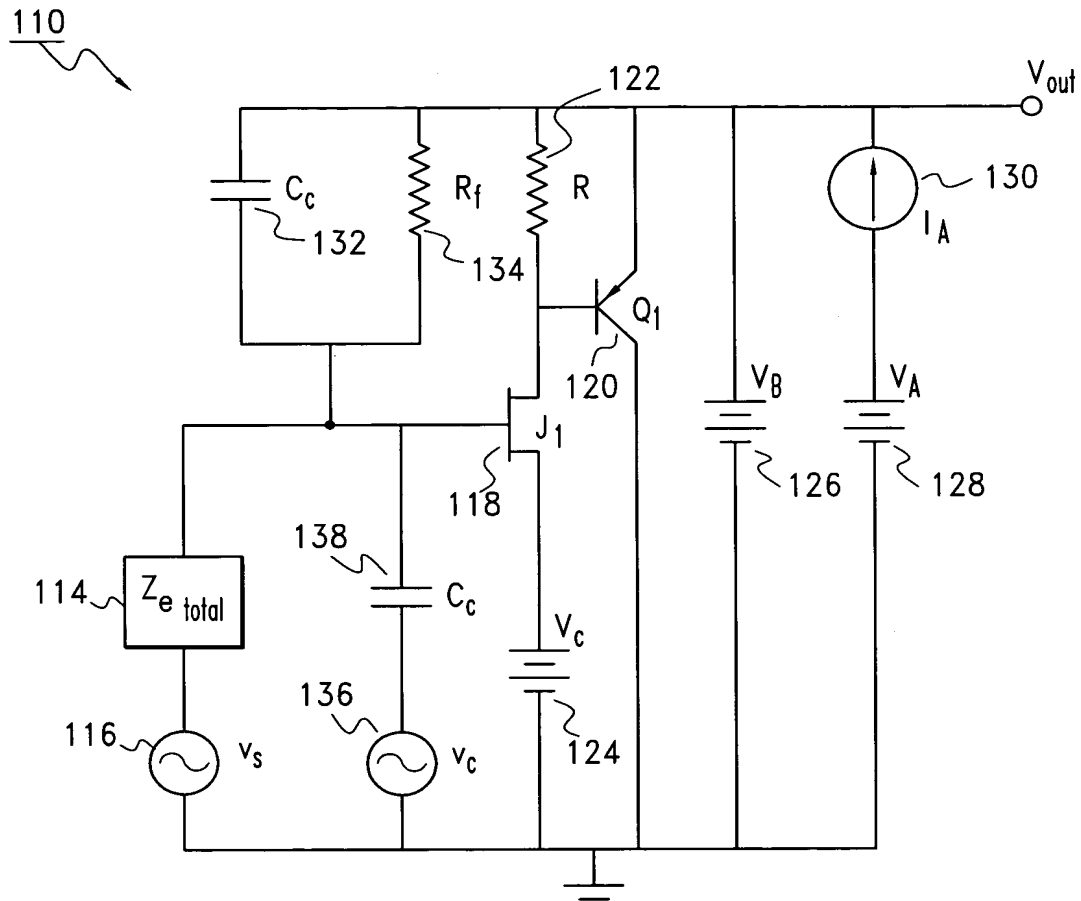 110
122
V_out
C_c
R_f
R
130
I_A
132
134
Q_1
120
V_B
V_A
J_1
118
126
128
138
114
Z_e total
C_c
V_c
116
v_s
136
v_c
124